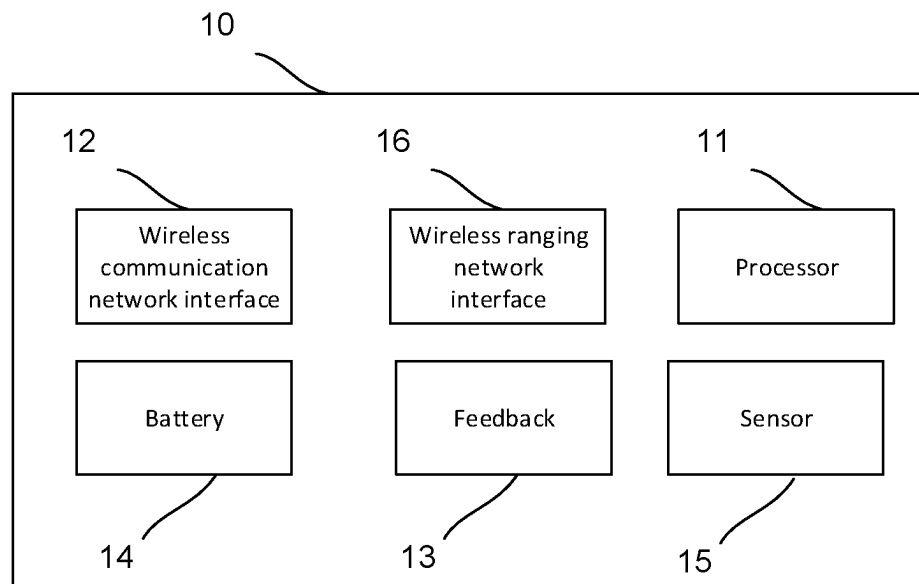 10
12
16
11
Wireless
communication
network interface
Wireless ranging
network
interface
Processor
Battery
Feedback
Sensor
14
13
15